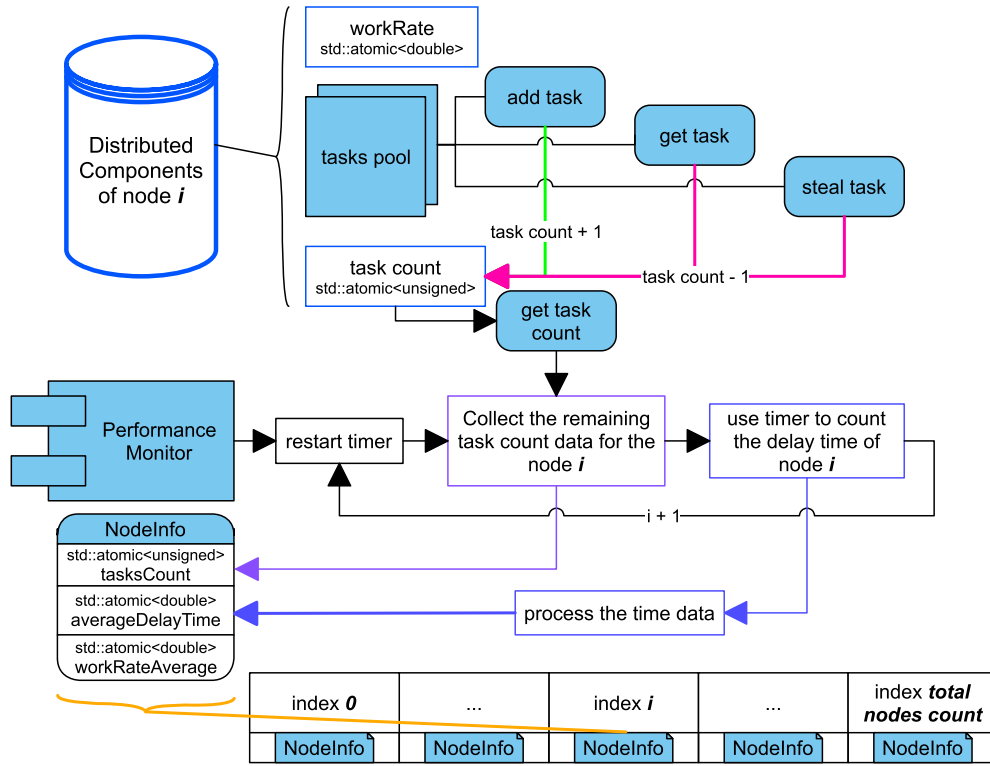 workRate
std::atomic<double>
Distributed
Components
of node i
tasks pool
add task
get task
steal task
task count + 1
task count - 1
task count
std::atomic<unsigned>
get task
count
Performance
Monitor
restart timer
Collect the remaining
task count data for the
node i
use timer to count
the delay time of
node i
i + 1
NodeInfo
std::atomic<unsigned>
tasksCount
std::atomic<double>
averageDelayTime
std::atomic<double>
workRateAverage
process the time data
index 0
...
index i
...
index total
nodes count
NodeInfo
NodeInfo
NodeInfo
NodeInfo
NodeInfo